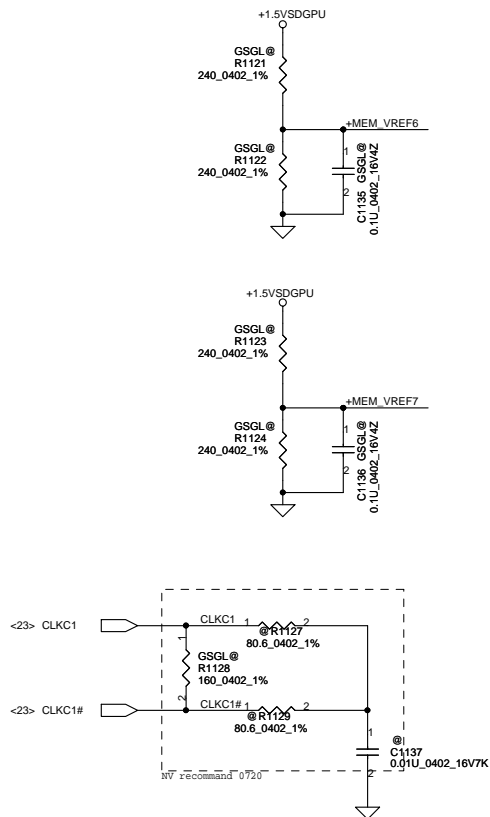 +1.5VSDGPU
GSGL@
R1121
240_0402_1%
+MEM_VREF6
GSGL@
R1122
240_0402_1%
1
2
C1135 GSGL@
0.1U_0402_16V4Z
+1.5VSDGPU
GSGL@
R1123
240_0402_1%
+MEM_VREF7
GSGL@
R1124
240_0402_1%
1
2
C1136 GSGL@
0.1U_0402_16V4Z
<23> CLKC1
CLKC1
1
@R1127
2
80.6_0402_1%
1
GSGL@
R1128
160_0402_1%
2
<23> CLKC1#
CLKC1#
1
@R1129
2
80.6_0402_1%
1
@
C1137
0.01U_0402_16V7K
2
NV recommand 0720